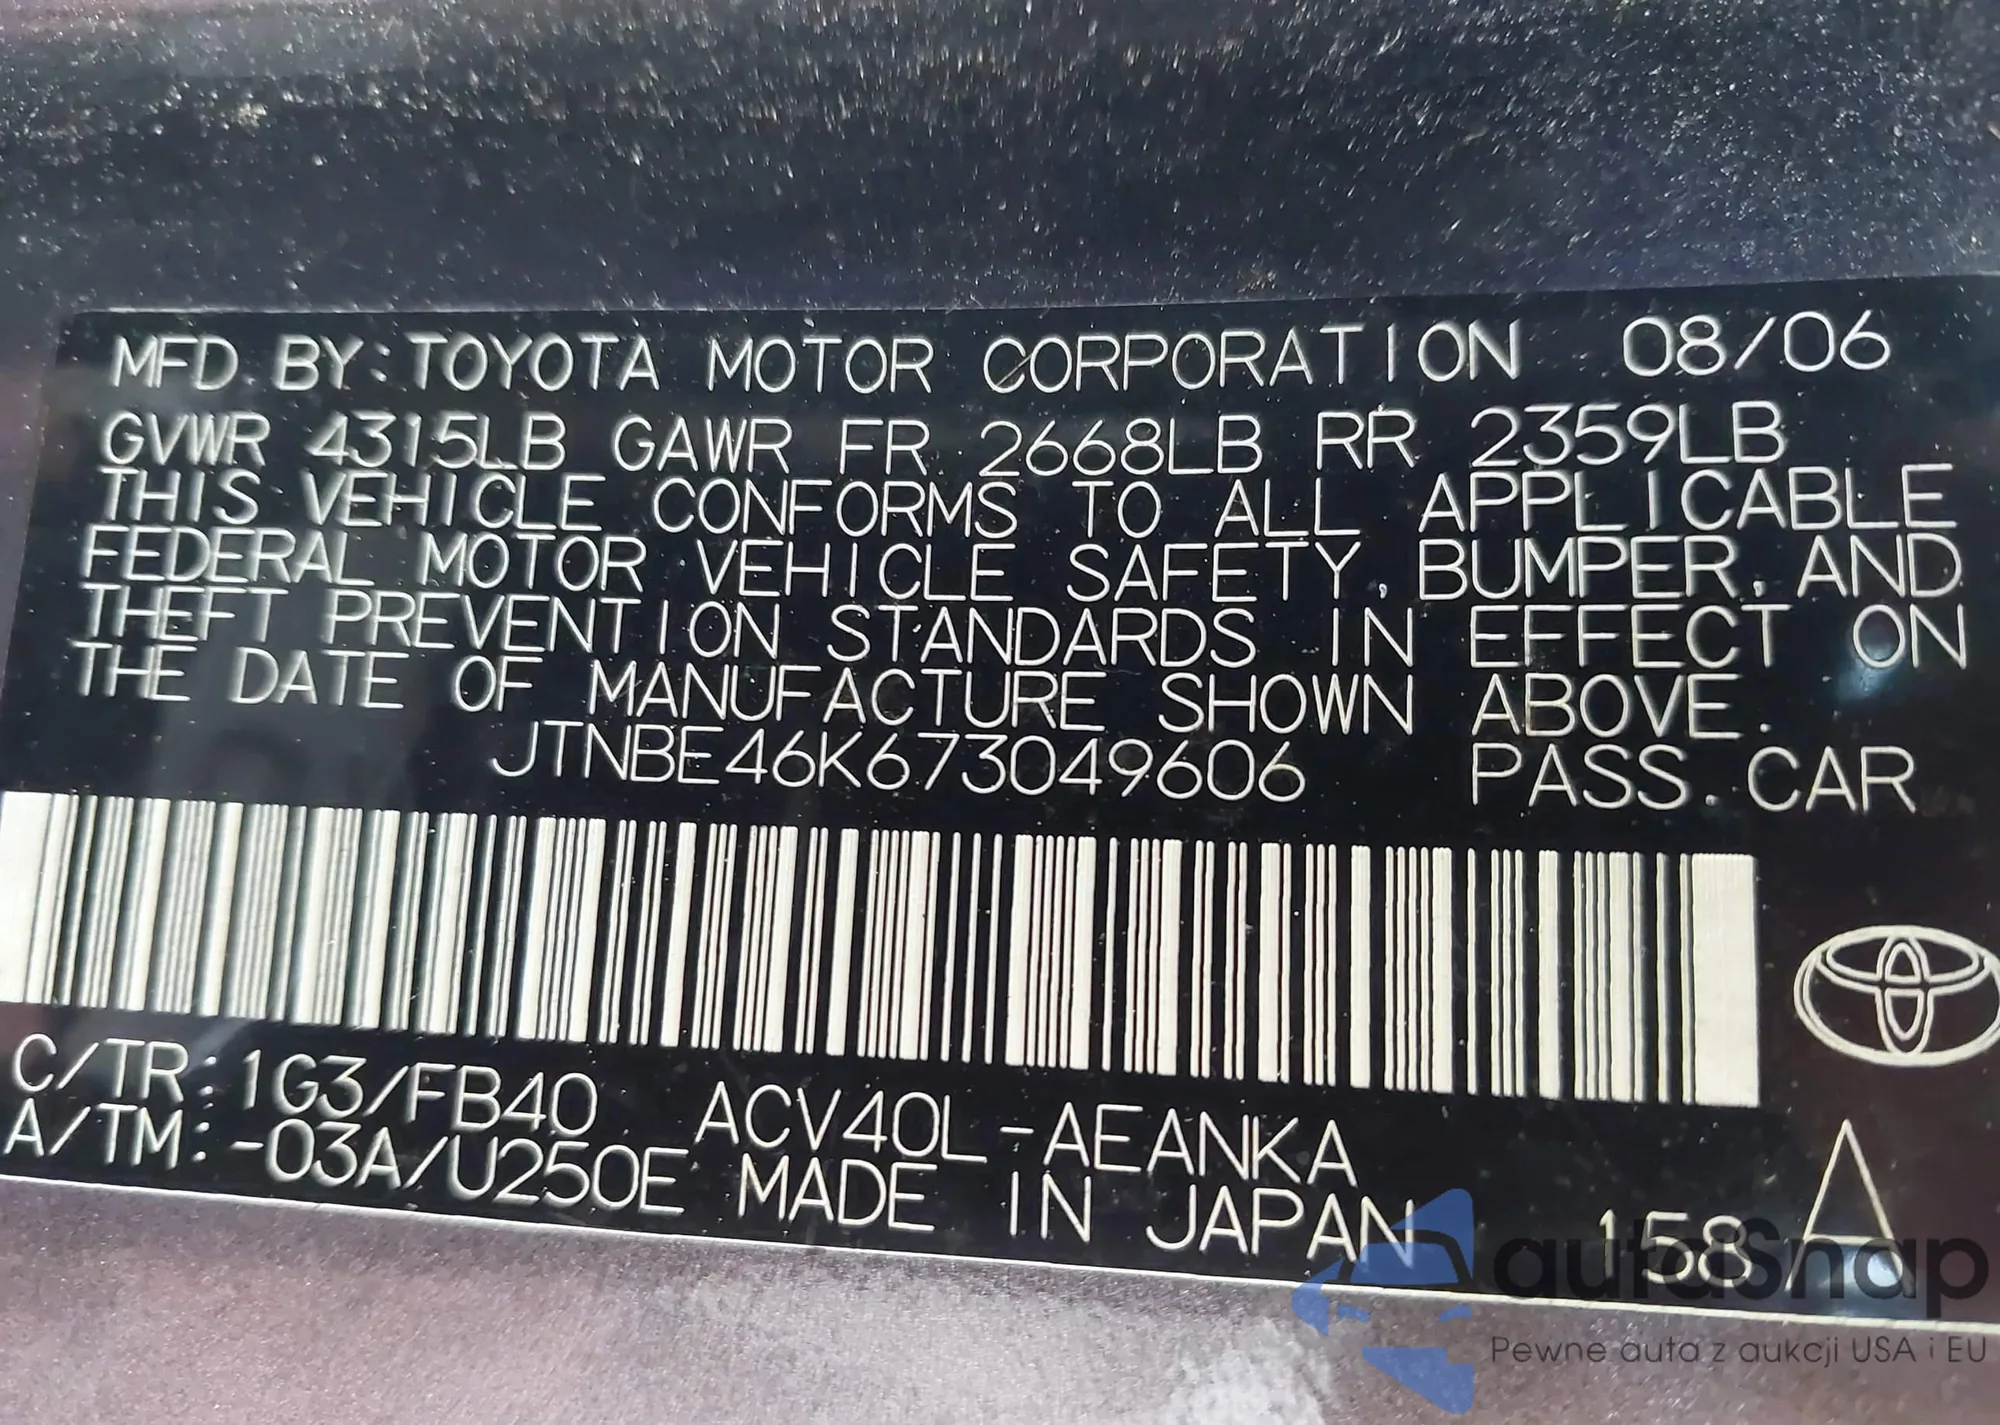 MFD. BY: TOYOTA MOTOR CORPORATION 08/06
GVWR 4315LB GAWR FR 2668LB RR 2359LB
THIS VEHICLE CONFORMS TO ALL APPLICABLE
FEDERAL MOTOR VEHICLE SAFETY, BUMPER, AND
THEFT PREVENTION STANDARDS IN EFFECT ON
THE DATE OF MANUFACTURE SHOWN ABOVE.
JTNBE46K673049606 PASS. CAR
C/TR: 1G3/FB40 ACV40L-AEANKA
A/TM: -03A/U250E MADE IN JAPAN 158 A
autoSnap
Pewne auta z aukcji USA i EU